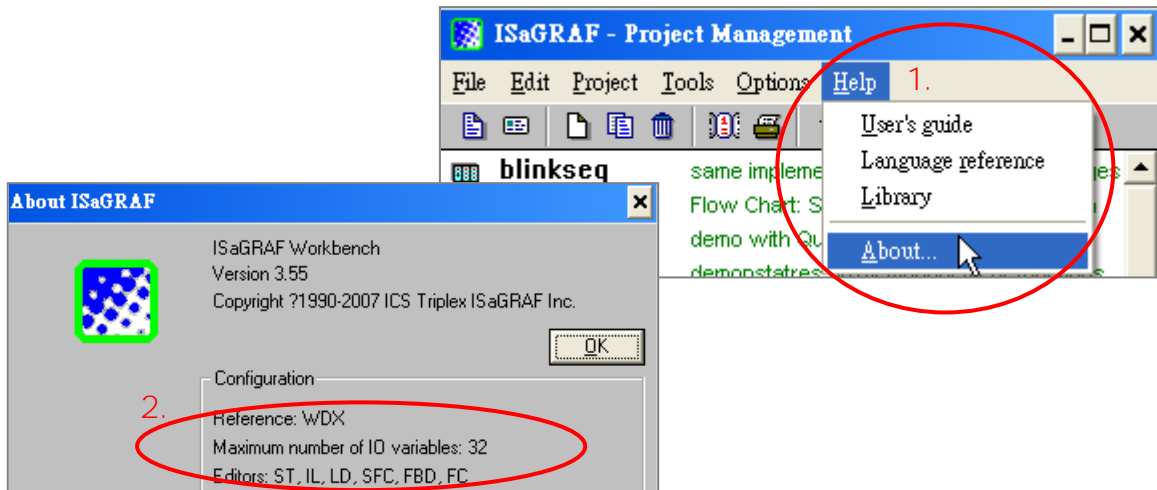 ISaGRAF - Project Management
File Edit Project Tools Options Help 1.
User's guide
Language reference
Library
About...
blinkseq
same impleme
Flow Chart: S
demo with Qu
demonstatres
About ISaGRAF
ISaGRAF Workbench
Version 3.55
Copyright ?1990-2007 ICS Triplex ISaGRAF Inc.
OK
Configuration
2.
Reference: WDX
Maximum number of IO variables: 32
Editors: ST, IL, LD, SFC, FBD, FC